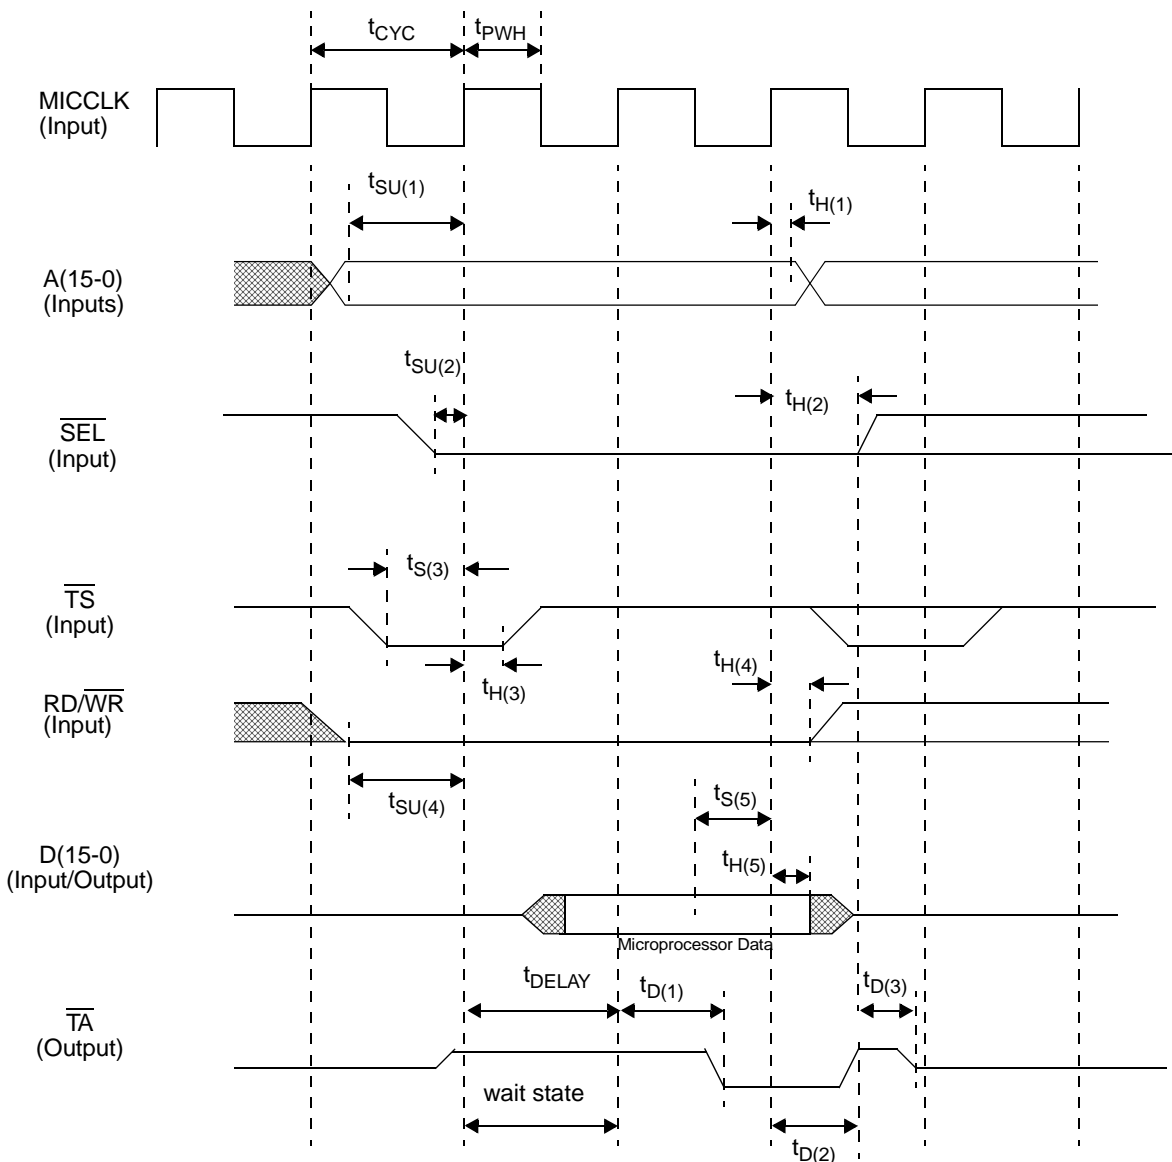 tCYC
tPWH
MICCLK
(Input)
tSU(1)
tH(1)
A(15-0)
(Inputs)
tSU(2)
tH(2)
SEL
(Input)
tS(3)
TS
(Input)
tH(3)
tH(4)
RD/WR
(Input)
tSU(4)
tS(5)
D(15-0)
(Input/Output)
tH(5)
Microprocessor Data
tDELAY
tD(1)
tD(3)
TA
(Output)
wait state
tD(2)